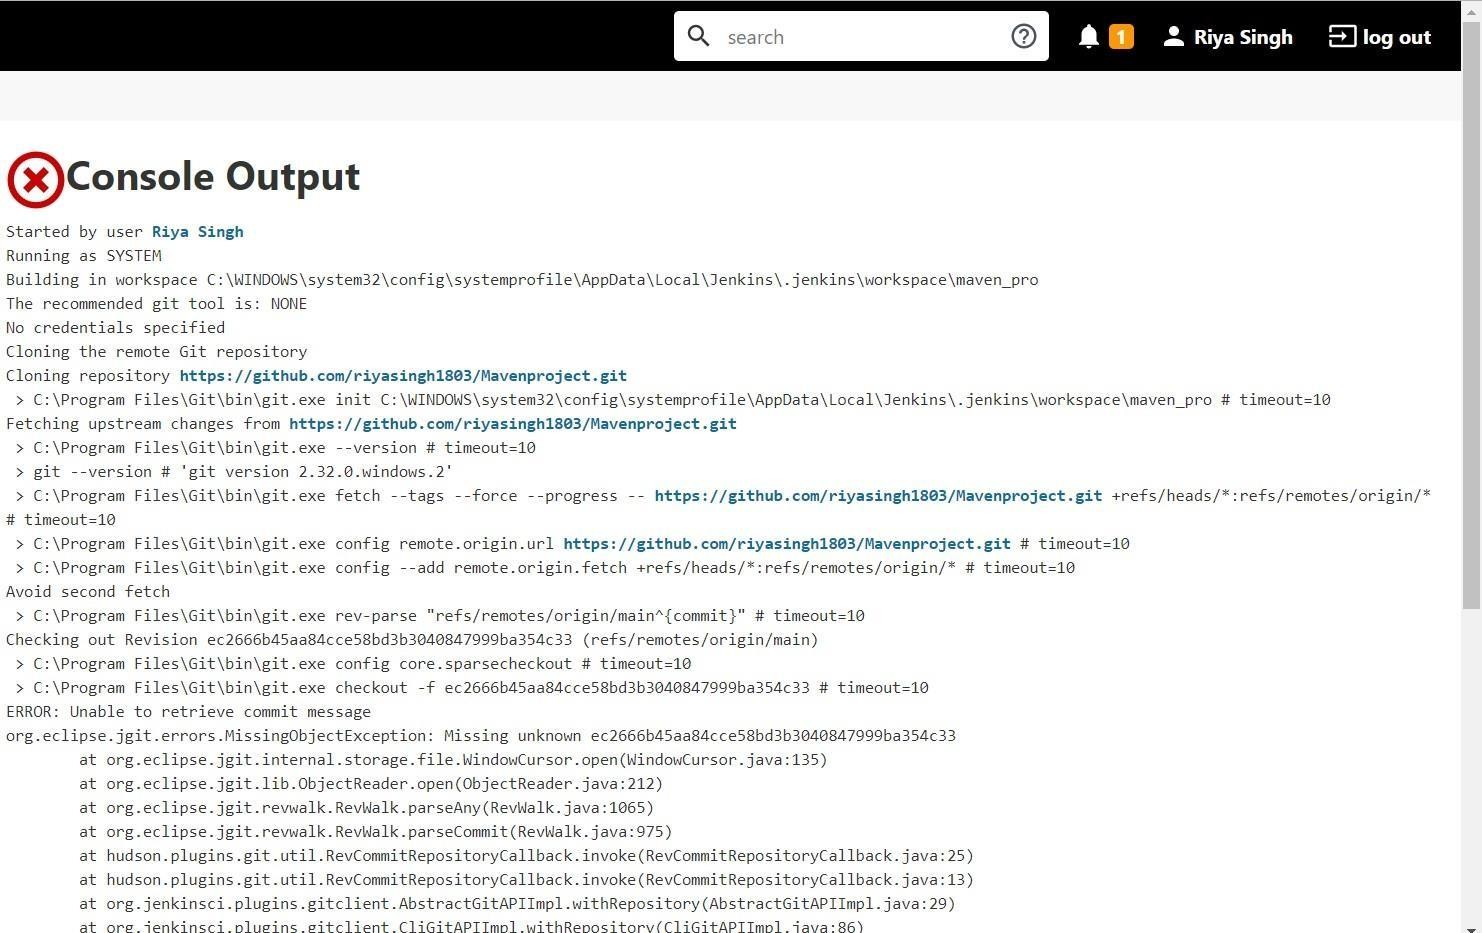 search
1
Riya Singh
log out
Console Output
Started by user Riya Singh
Running as SYSTEM
Building in workspace C:\WINDOWS\system32\config\systemprofile\AppData\Local\Jenkins\.jenkins\workspace\maven_pro
The recommended git tool is: NONE
No credentials specified
Cloning the remote Git repository
Cloning repository https://github.com/riyasingh1803/Mavenproject.git
 > C:\Program Files\Git\bin\git.exe init C:\WINDOWS\system32\config\systemprofile\AppData\Local\Jenkins\.jenkins\workspace\maven_pro # timeout=10
Fetching upstream changes from https://github.com/riyasingh1803/Mavenproject.git
 > C:\Program Files\Git\bin\git.exe --version # timeout=10
 > git --version # 'git version 2.32.0.windows.2'
 > C:\Program Files\Git\bin\git.exe fetch --tags --force --progress -- https://github.com/riyasingh1803/Mavenproject.git +refs/heads/*:refs/remotes/origin/*
# timeout=10
 > C:\Program Files\Git\bin\git.exe config remote.origin.url https://github.com/riyasingh1803/Mavenproject.git # timeout=10
 > C:\Program Files\Git\bin\git.exe config --add remote.origin.fetch +refs/heads/*:refs/remotes/origin/* # timeout=10
Avoid second fetch
 > C:\Program Files\Git\bin\git.exe rev-parse "refs/remotes/origin/main^{commit}" # timeout=10
Checking out Revision ec2666b45aa84cce58bd3b3040847999ba354c33 (refs/remotes/origin/main)
 > C:\Program Files\Git\bin\git.exe config core.sparsecheckout # timeout=10
 > C:\Program Files\Git\bin\git.exe checkout -f ec2666b45aa84cce58bd3b3040847999ba354c33 # timeout=10
ERROR: Unable to retrieve commit message
org.eclipse.jgit.errors.MissingObjectException: Missing unknown ec2666b45aa84cce58bd3b3040847999ba354c33
	at org.eclipse.jgit.internal.storage.file.WindowCursor.open(WindowCursor.java:135)
	at org.eclipse.jgit.lib.ObjectReader.open(ObjectReader.java:212)
	at org.eclipse.jgit.revwalk.RevWalk.parseAny(RevWalk.java:1065)
	at org.eclipse.jgit.revwalk.RevWalk.parseCommit(RevWalk.java:975)
	at hudson.plugins.git.util.RevCommitRepositoryCallback.invoke(RevCommitRepositoryCallback.java:25)
	at hudson.plugins.git.util.RevCommitRepositoryCallback.invoke(RevCommitRepositoryCallback.java:13)
	at org.jenkinsci.plugins.gitclient.AbstractGitAPIImpl.withRepository(AbstractGitAPIImpl.java:29)
	at org.jenkinsci.plugins.gitclient.CliGitAPIImpl.withRepository(CliGitAPIImpl.java:86)